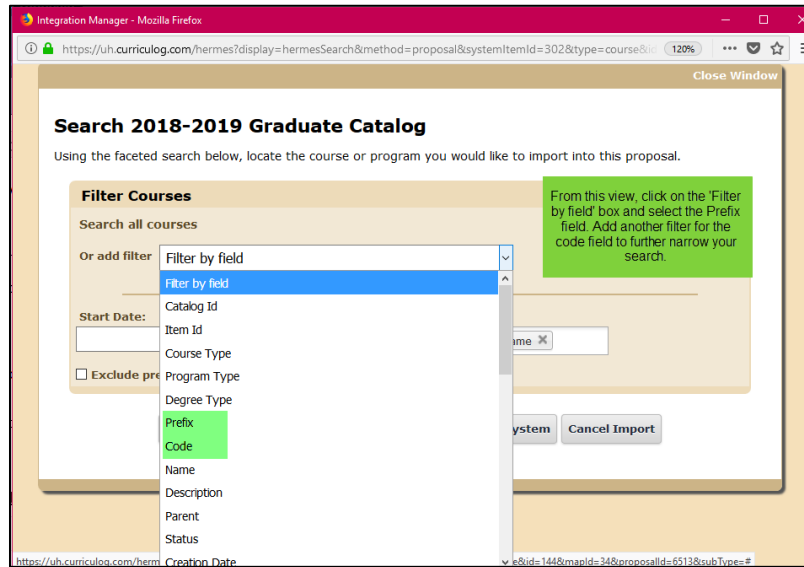 Integration Manager - Mozilla Firefox
https://uh.curriculog.com/hermes?display=hermesSearch&method=proposal&systemItemId=302&type=course&i 120%
Close Window
Search 2018-2019 Graduate Catalog
Using the faceted search below, locate the course or program you would like to import into this proposal.
Filter Courses
Search all courses
Or add filter Filter by field
From this view, click on the 'Filter
by field' box and select the Prefix
field. Add another filter for the
code field to further narrow your
search.
Filter by field
Catalog Id
Item Id
Course Type
Program Type
Degree Type
Prefix
Code
Name
Description
Parent
Status
Creation Date
Start Date:
ame
Exclude pre
ystem
Cancel Import
https://uh.curriculog.com/herm
e&id=144&mapId=34&proposalId=6513&subType=#